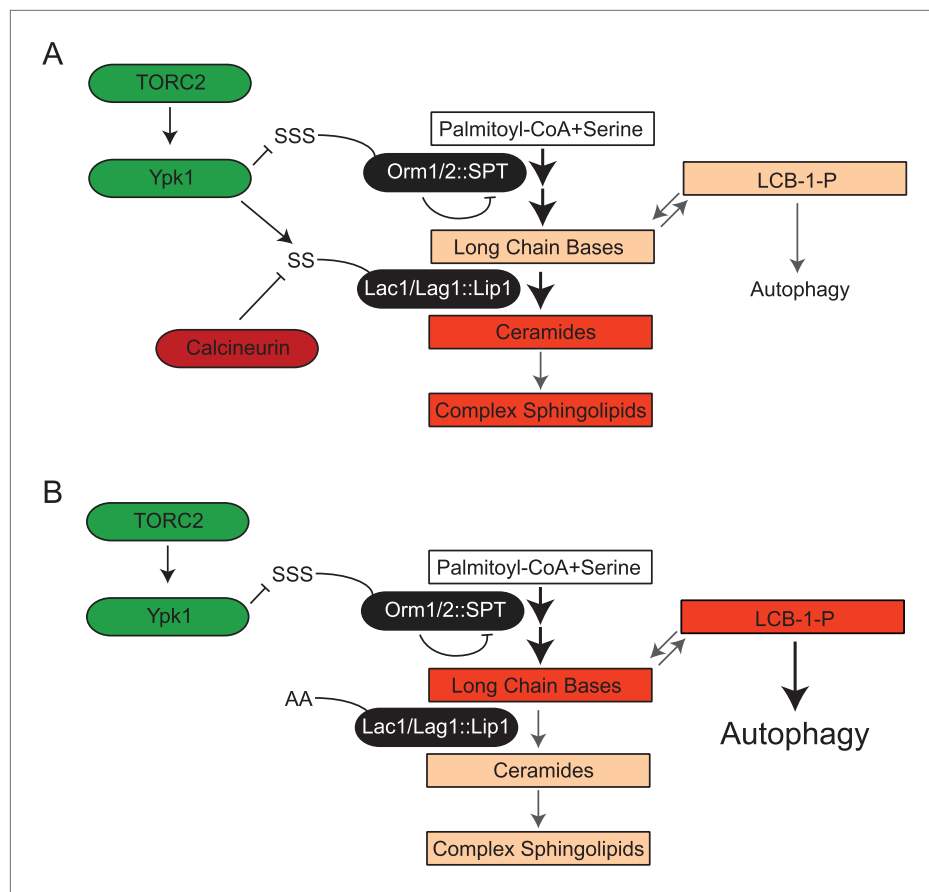 A
TORC2
SSS
Palmitoyl-CoA+Serine
Ypk1
Orm1/2::SPT
LCB-1-P
Long Chain Bases
SS
Lac1/Lag1::Lip1
Autophagy
Calcineurin
Ceramides
Complex Sphingolipids
B
TORC2
SSS
Palmitoyl-CoA+Serine
Ypk1
Orm1/2::SPT
LCB-1-P
Long Chain Bases
AA
Lac1/Lag1::Lip1
Autophagy
Ceramides
Complex Sphingolipids